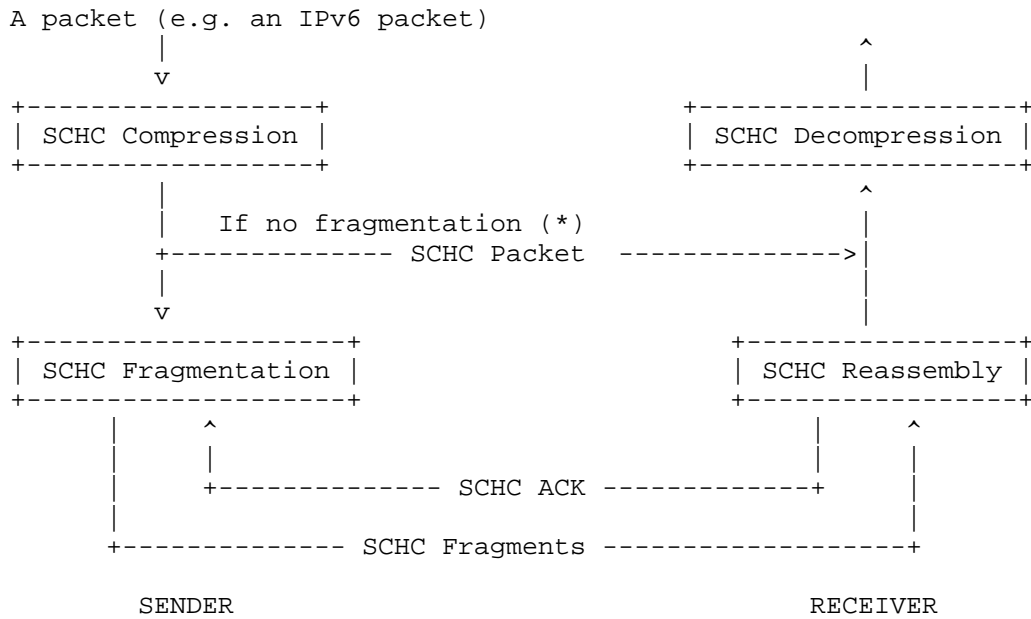 A packet (e.g. an IPv6 packet)
SCHC Compression
SCHC Decompression
If no fragmentation (*)
SCHC Packet
SCHC Fragmentation
SCHC Reassembly
SCHC ACK
SCHC Fragments
SENDER
RECEIVER